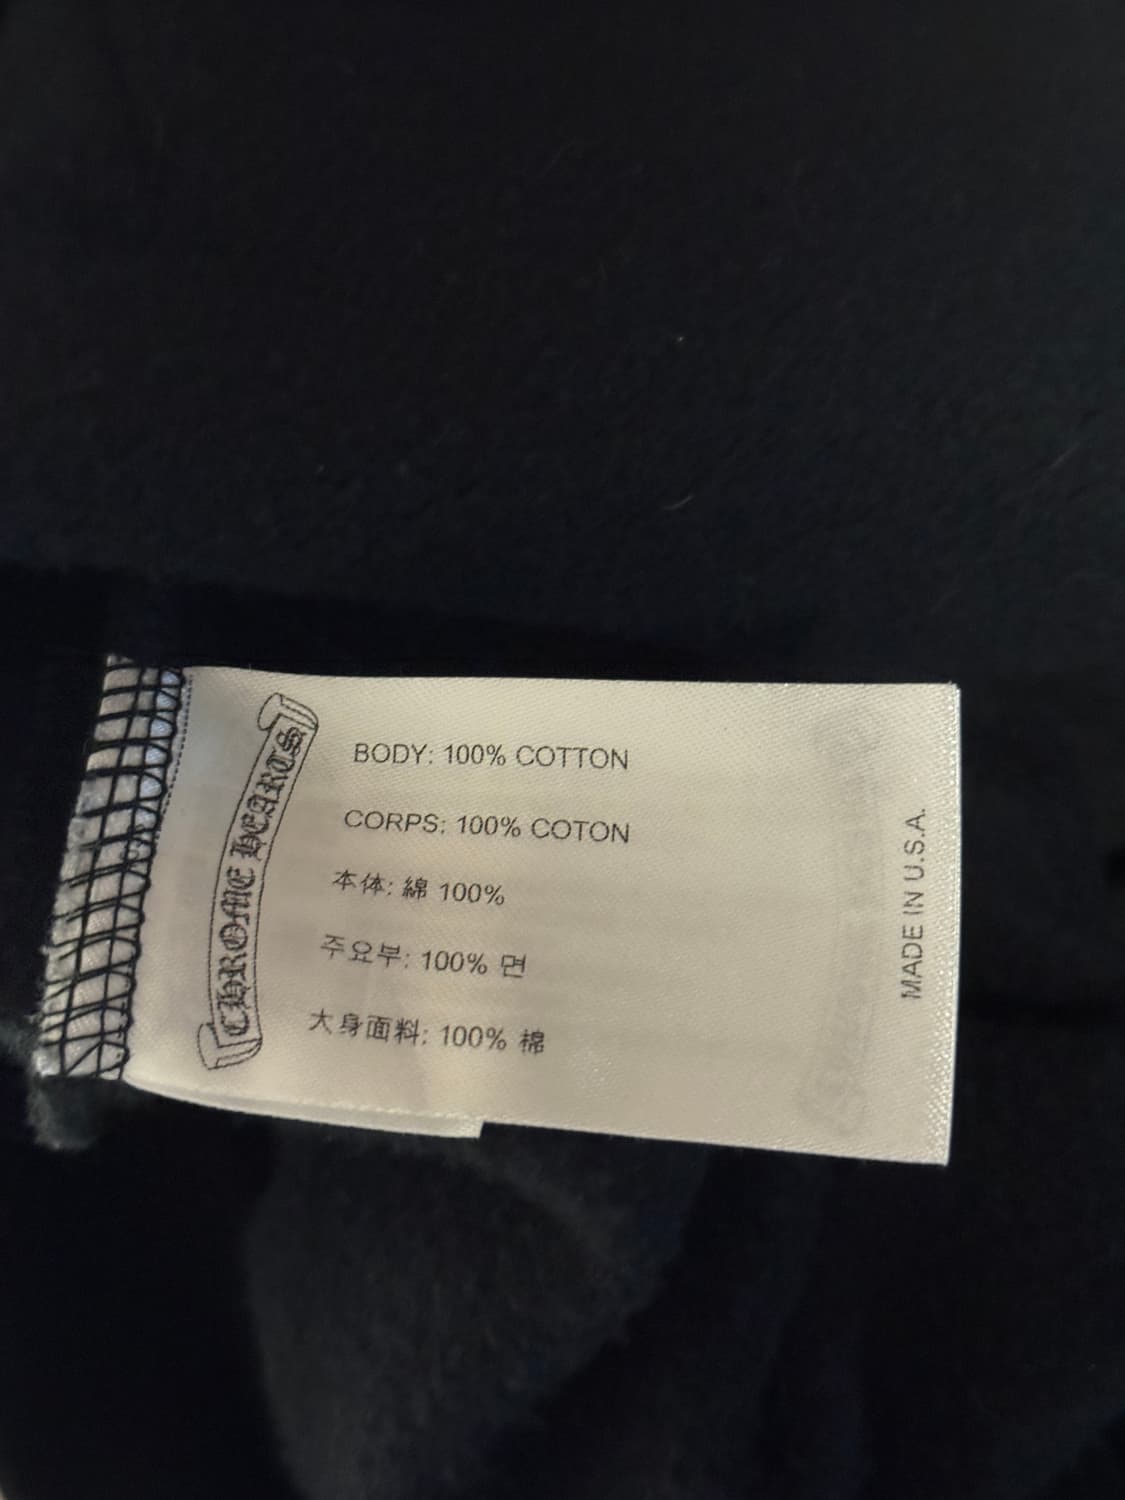 CHROME HEARTS
BODY: 100% COTTON
CORPS: 100% COTON
本体: 綿 100%
주요부: 100% 면
大身面料: 100% 棉
MADE IN U.S.A.